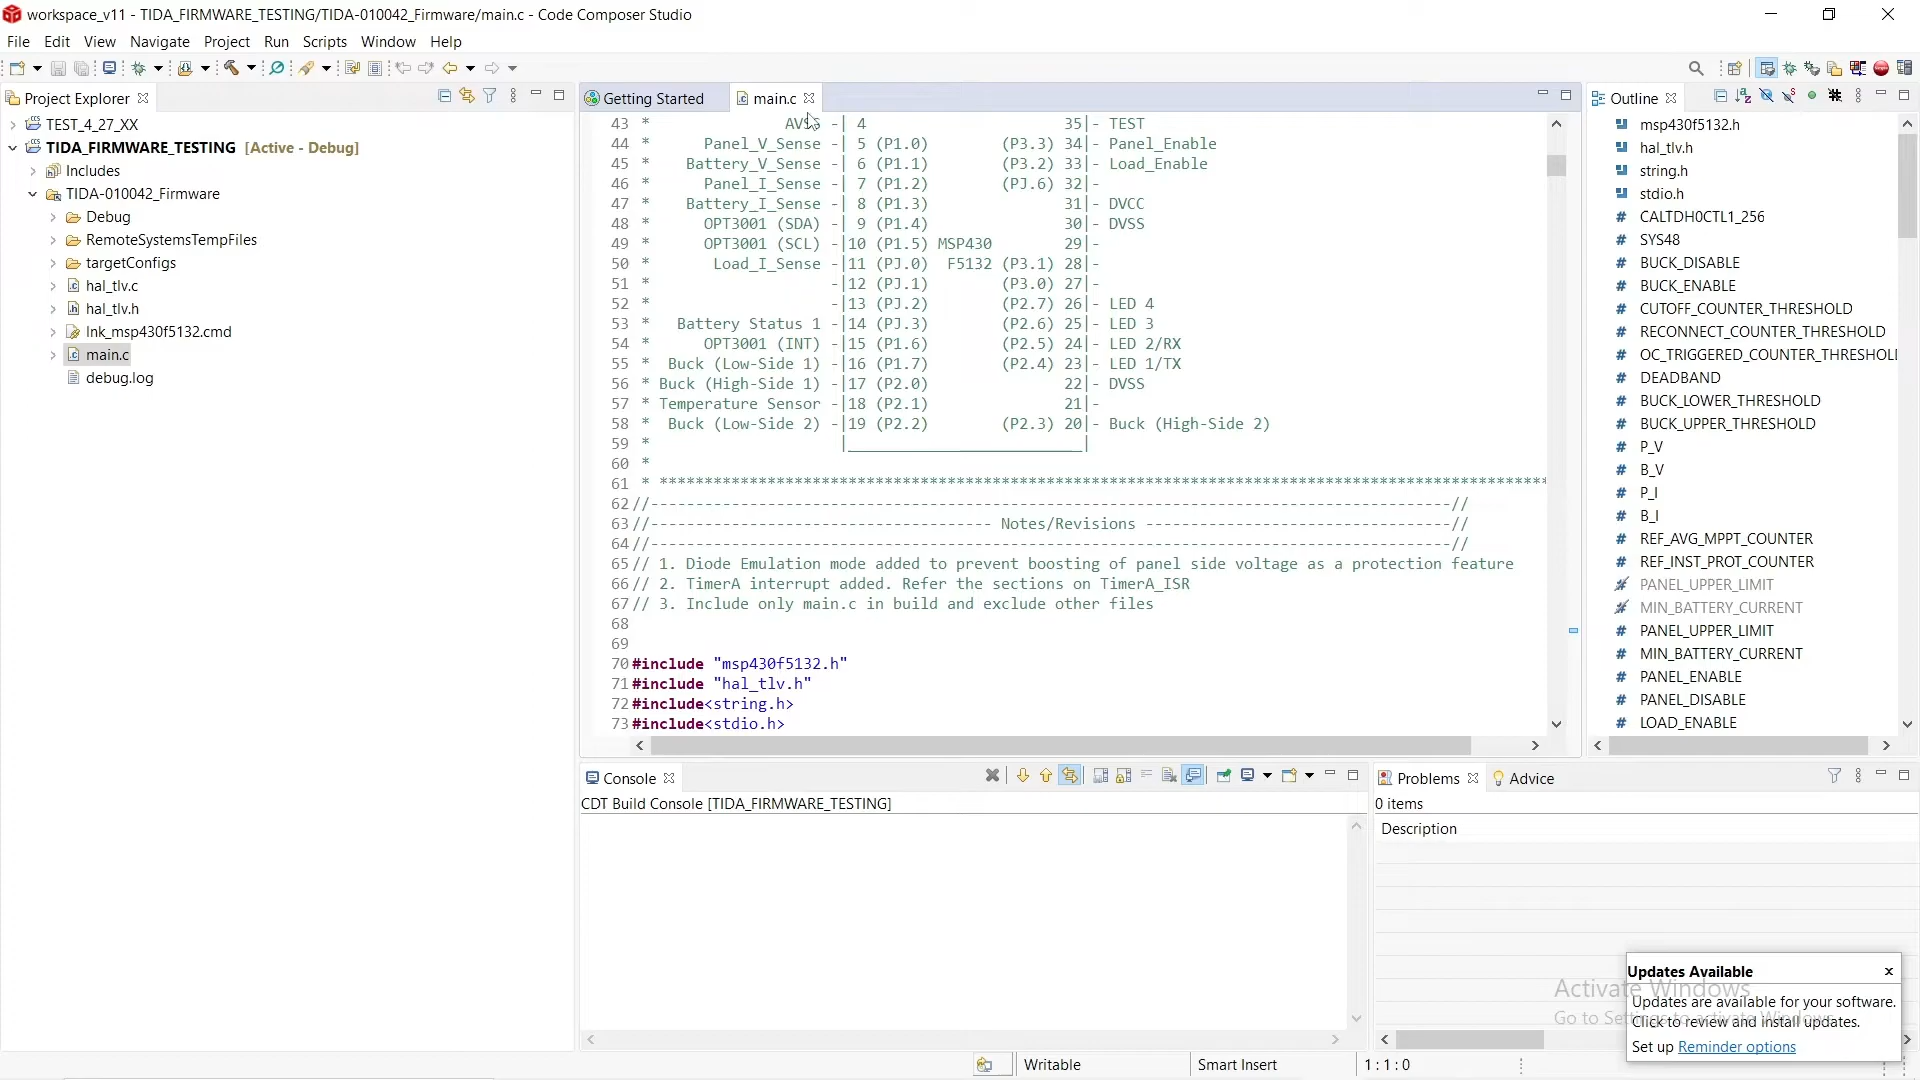 workspace_v11 - TIDA_FIRMWARE_TESTING/TIDA-010042_Firmware/main.c - Code Composer Studio
File Edit View Navigate Project Run Scripts Window Help
Project Explorer
TEST_4_27_XX
TIDA_FIRMWARE_TESTING [Active - Debug]
Includes
TIDA-010042_Firmware
Debug
RemoteSystemsTempFiles
targetConfigs
hal_tlv.c
hal_tlv.h
lnk_msp430f5132.cmd
main.c
debug.log
Getting Started
main.c
43 * AVSS -| 4 35|- TEST
44 * Panel_V_Sense -| 5 (P1.0) (P3.3) 34|- Panel_Enable
45 * Battery_V_Sense -| 6 (P1.1) (P3.2) 33|- Load_Enable
46 * Panel_I_Sense -| 7 (P1.2) (PJ.6) 32|-
47 * Battery_I_Sense -| 8 (P1.3) 31|- DVCC
48 * OPT3001 (SDA) -| 9 (P1.4) 30|- DVSS
49 * OPT3001 (SCL) -|10 (P1.5) MSP430 29|-
50 * Load_I_Sense -|11 (PJ.0) F5132 (P3.1) 28|-
51 * -|12 (PJ.1) (P3.0) 27|-
52 * -|13 (PJ.2) (P2.7) 26|- LED 4
53 * Battery Status 1 -|14 (PJ.3) (P2.6) 25|- LED 3
54 * OPT3001 (INT) -|15 (P1.6) (P2.5) 24|- LED 2/RX
55 * Buck (Low-Side 1) -|16 (P1.7) (P2.4) 23|- LED 1/TX
56 * Buck (High-Side 1) -|17 (P2.0) 22|- DVSS
57 * Temperature Sensor -|18 (P2.1) 21|-
58 * Buck (Low-Side 2) -|19 (P2.2) (P2.3) 20|- Buck (High-Side 2)
59 * |__________________________|
60 *
61 * **************************************************************************************************
62 //----------------------------------------------------------------------------------------//
63 //-------------------------------------- Notes/Revisions ----------------------------------//
64 //----------------------------------------------------------------------------------------//
65 // 1. Diode Emulation mode added to prevent boosting of panel side voltage as a protection feature
66 // 2. TimerA interrupt added. Refer the sections on TimerA_ISR
67 // 3. Include only main.c in build and exclude other files
68
69
70 #include "msp430f5132.h"
71 #include "hal_tlv.h"
72 #include<string.h>
73 #include<stdio.h>
Outline
msp430f5132.h
hal_tlv.h
string.h
stdio.h
# CALTDH0CTL1_256
# SYS48
# BUCK_DISABLE
# BUCK_ENABLE
# CUTOFF_COUNTER_THRESHOLD
# RECONNECT_COUNTER_THRESHOLD
# OC_TRIGGERED_COUNTER_THRESHOL
# DEADBAND
# BUCK_LOWER_THRESHOLD
# BUCK_UPPER_THRESHOLD
# P_V
# B_V
# P_I
# B_I
# REF_AVG_MPPT_COUNTER
# REF_INST_PROT_COUNTER
# PANEL_UPPER_LIMIT
# MIN_BATTERY_CURRENT
# PANEL_UPPER_LIMIT
# MIN_BATTERY_CURRENT
# PANEL_ENABLE
# PANEL_DISABLE
# LOAD_ENABLE
Console
CDT Build Console [TIDA_FIRMWARE_TESTING]
Problems
Advice
0 items
Description
Activate Windows
Go to Settings to activate Windows.
Updates Available
Updates are available for your software.
Click to review and install updates.
Set up Reminder options
Writable
Smart Insert
1 : 1 : 0